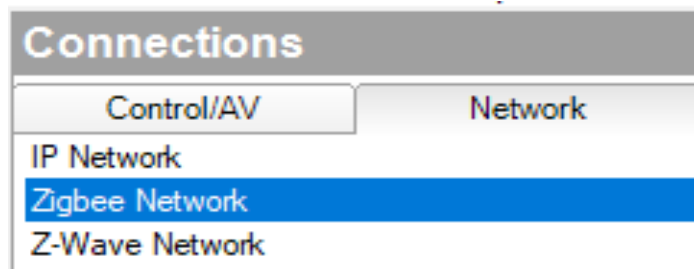 Connections
Control/AV Network
IP Network
Zigbee Network
Z-Wave Network